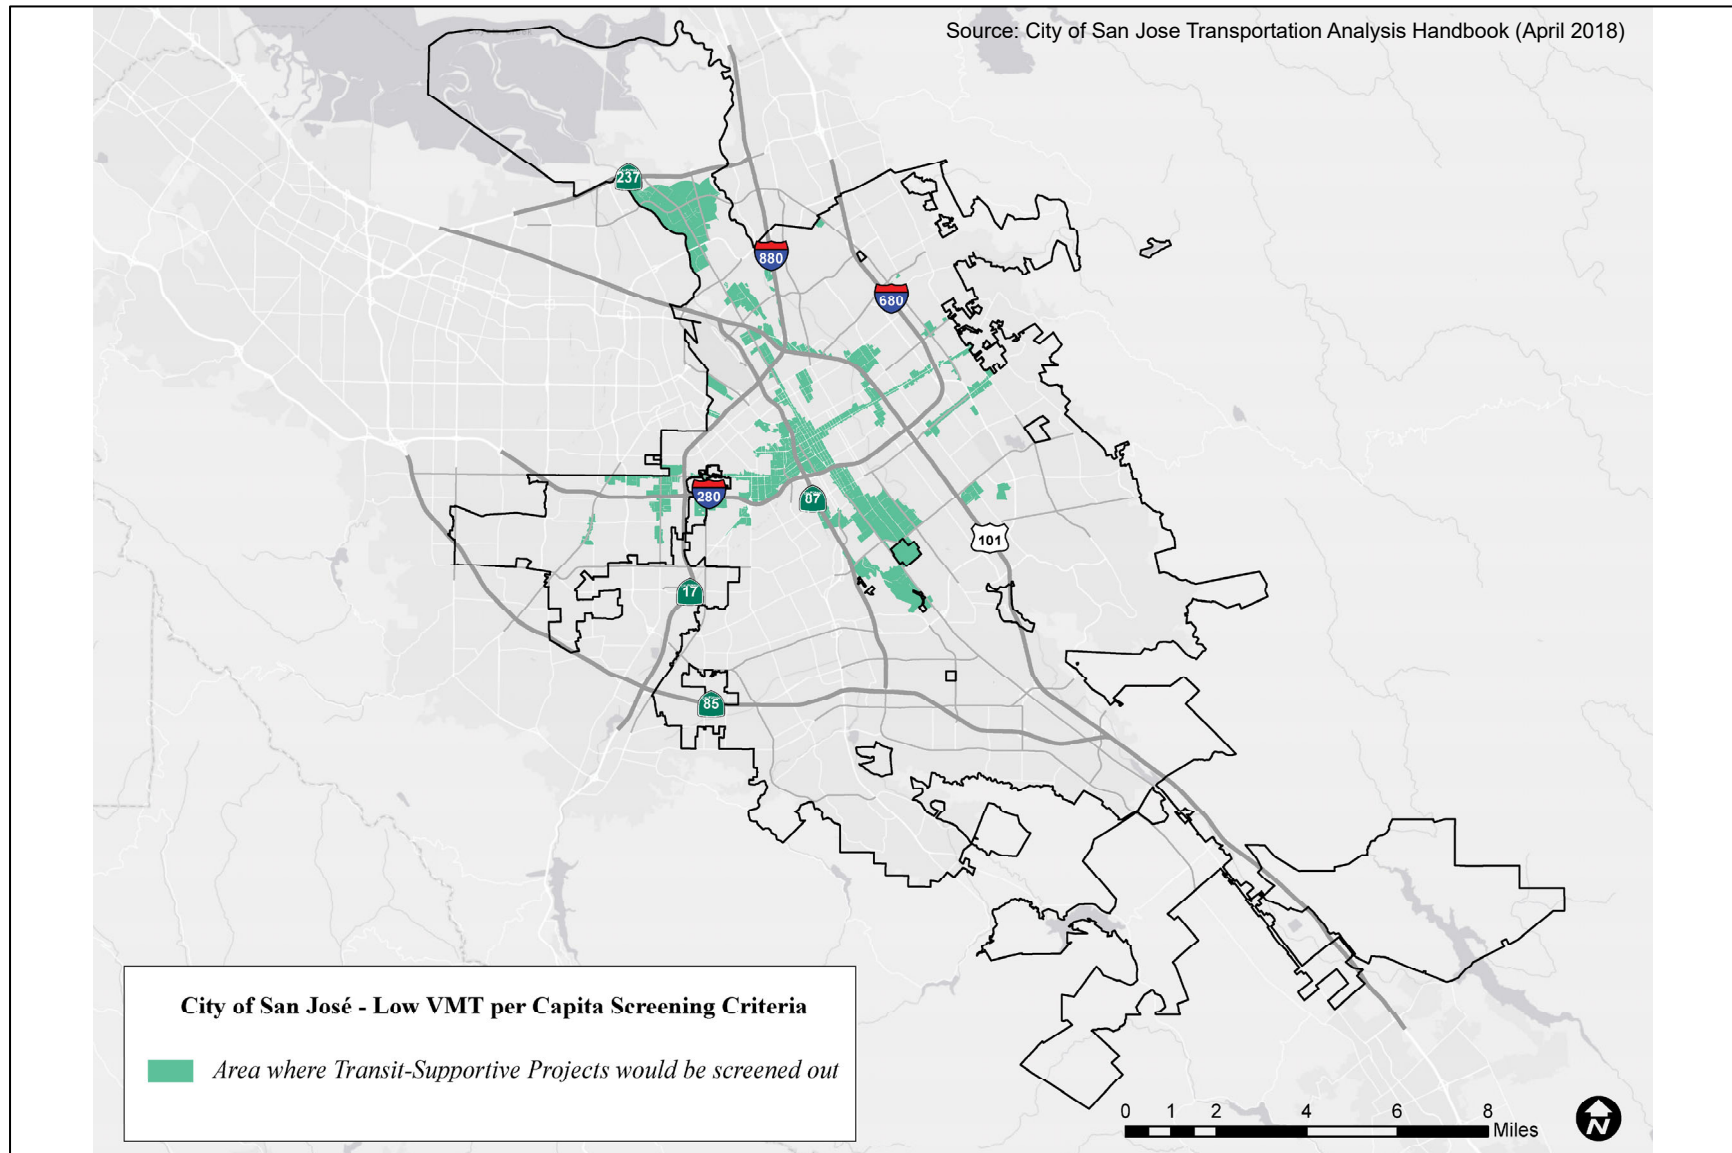 Source: City of San Jose Transportation Analysis Handbook (April 2018)
237
880
680
280
87
101
17
85
City of San José - Low VMT per Capita Screening Criteria
Area where Transit-Supportive Projects would be screened out
0 1 2 4 6 8
Miles
N